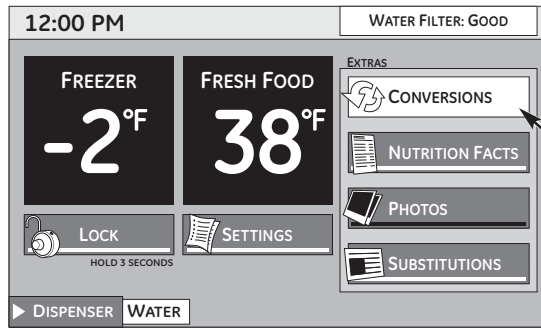 12:00 PM
WATER FILTER: GOOD
EXTRAS
FREEZER
-2°F
FRESH FOOD
38°F
CONVERSIONS
NUTRITION FACTS
PHOTOS
SUBSTITUTIONS
LOCK
HOLD 3 SECONDS
SETTINGS
DISPENSER WATER